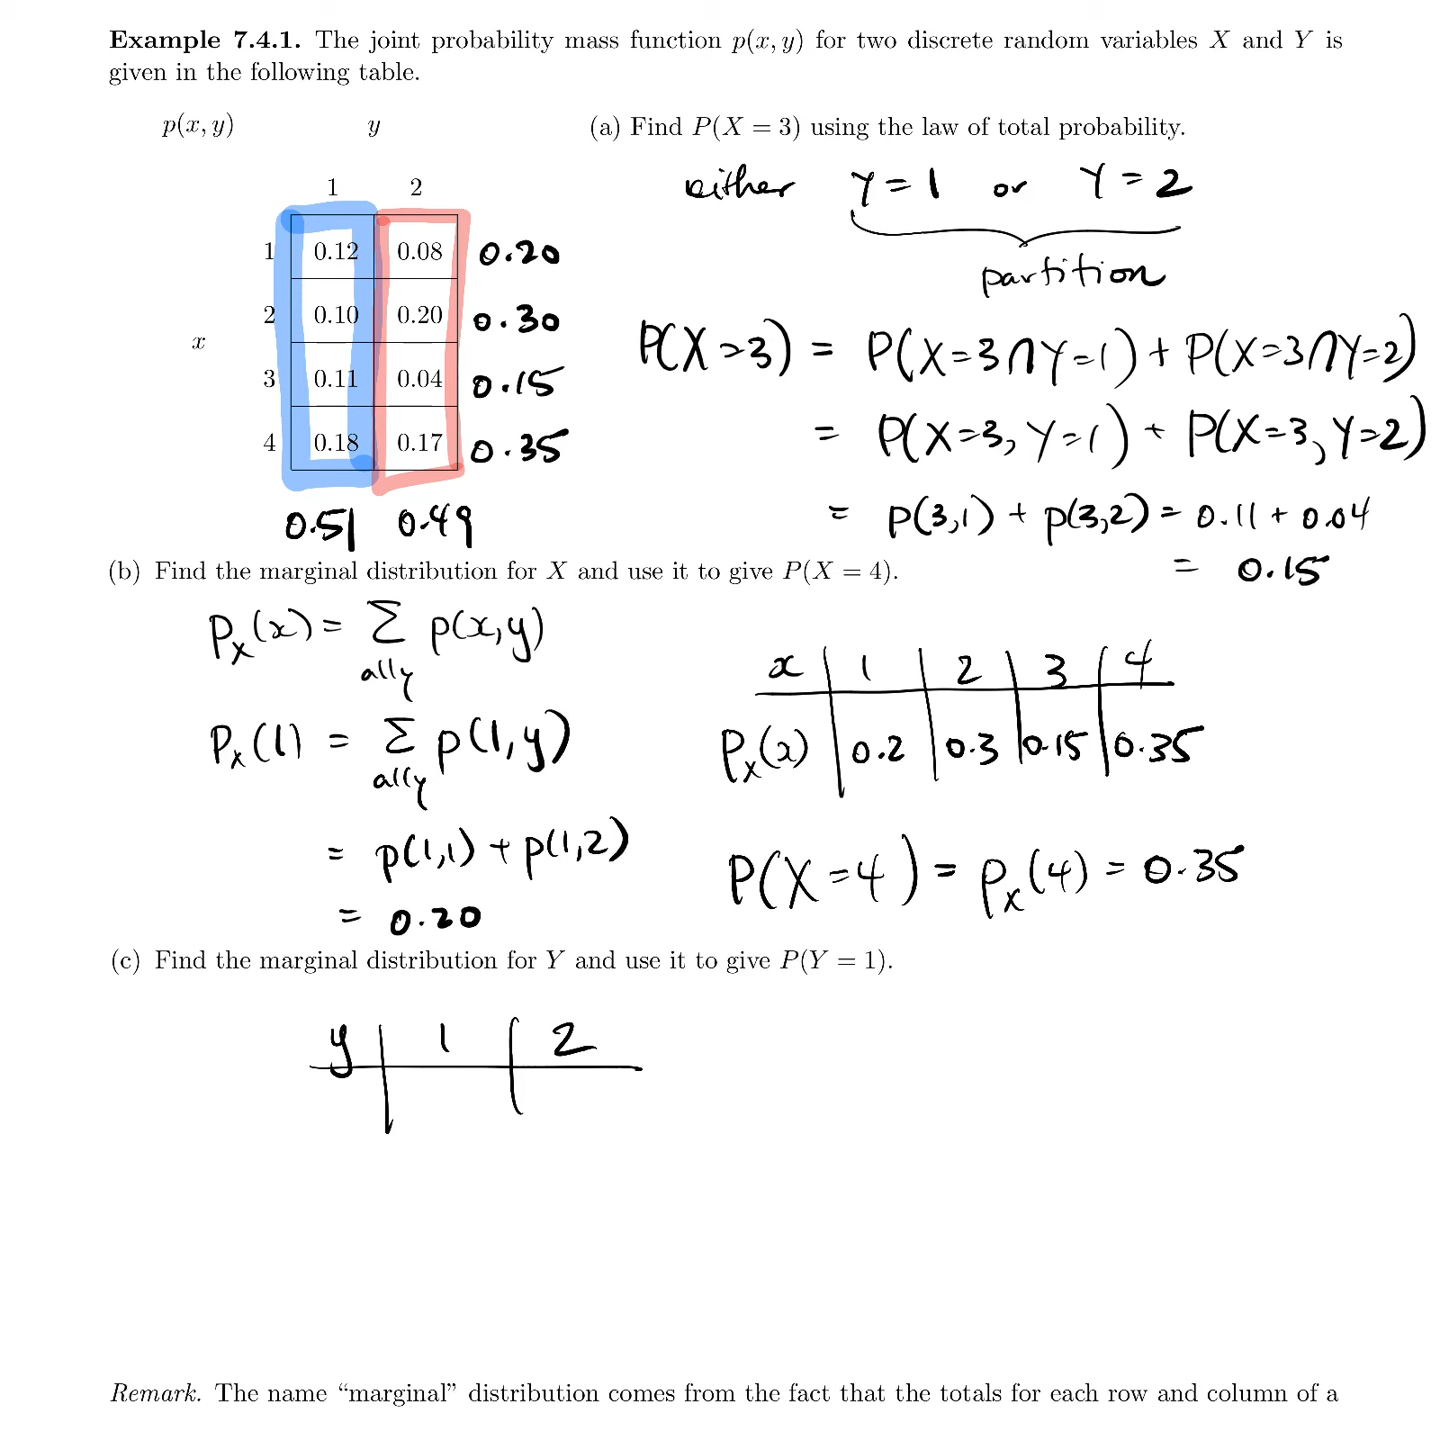 Example 7.4.1. The joint probability mass function p(x, y) for two discrete random variables X and Y is
given in the following table.
p(x, y) y
1 2
1 0.12 0.08 0.20
2 0.10 0.20 0.30
x
3 0.11 0.04 0.15
4 0.18 0.17 0.35
0.51 0.49
(a) Find P(X = 3) using the law of total probability.
either Y = 1 or Y = 2
partition
P(X=3) = P(X=3∩Y=1) + P(X=3∩Y=2)
= P(X=3, Y=1) + P(X=3, Y=2)
= p(3,1) + p(3,2) = 0.11 + 0.04
= 0.15
(b) Find the marginal distribution for X and use it to give P(X = 4).
Pₓ(x) = Σ p(x,y)
all y
Pₓ(1) = Σ p(1,y)
all y
= p(1,1) + p(1,2)
= 0.20
x 1 2 3 4
Pₓ(x) 0.2 0.3 0.15 0.35
P(X=4) = Pₓ(4) = 0.35
(c) Find the marginal distribution for Y and use it to give P(Y = 1).
y 1 2
Remark. The name “marginal” distribution comes from the fact that the totals for each row and column of a